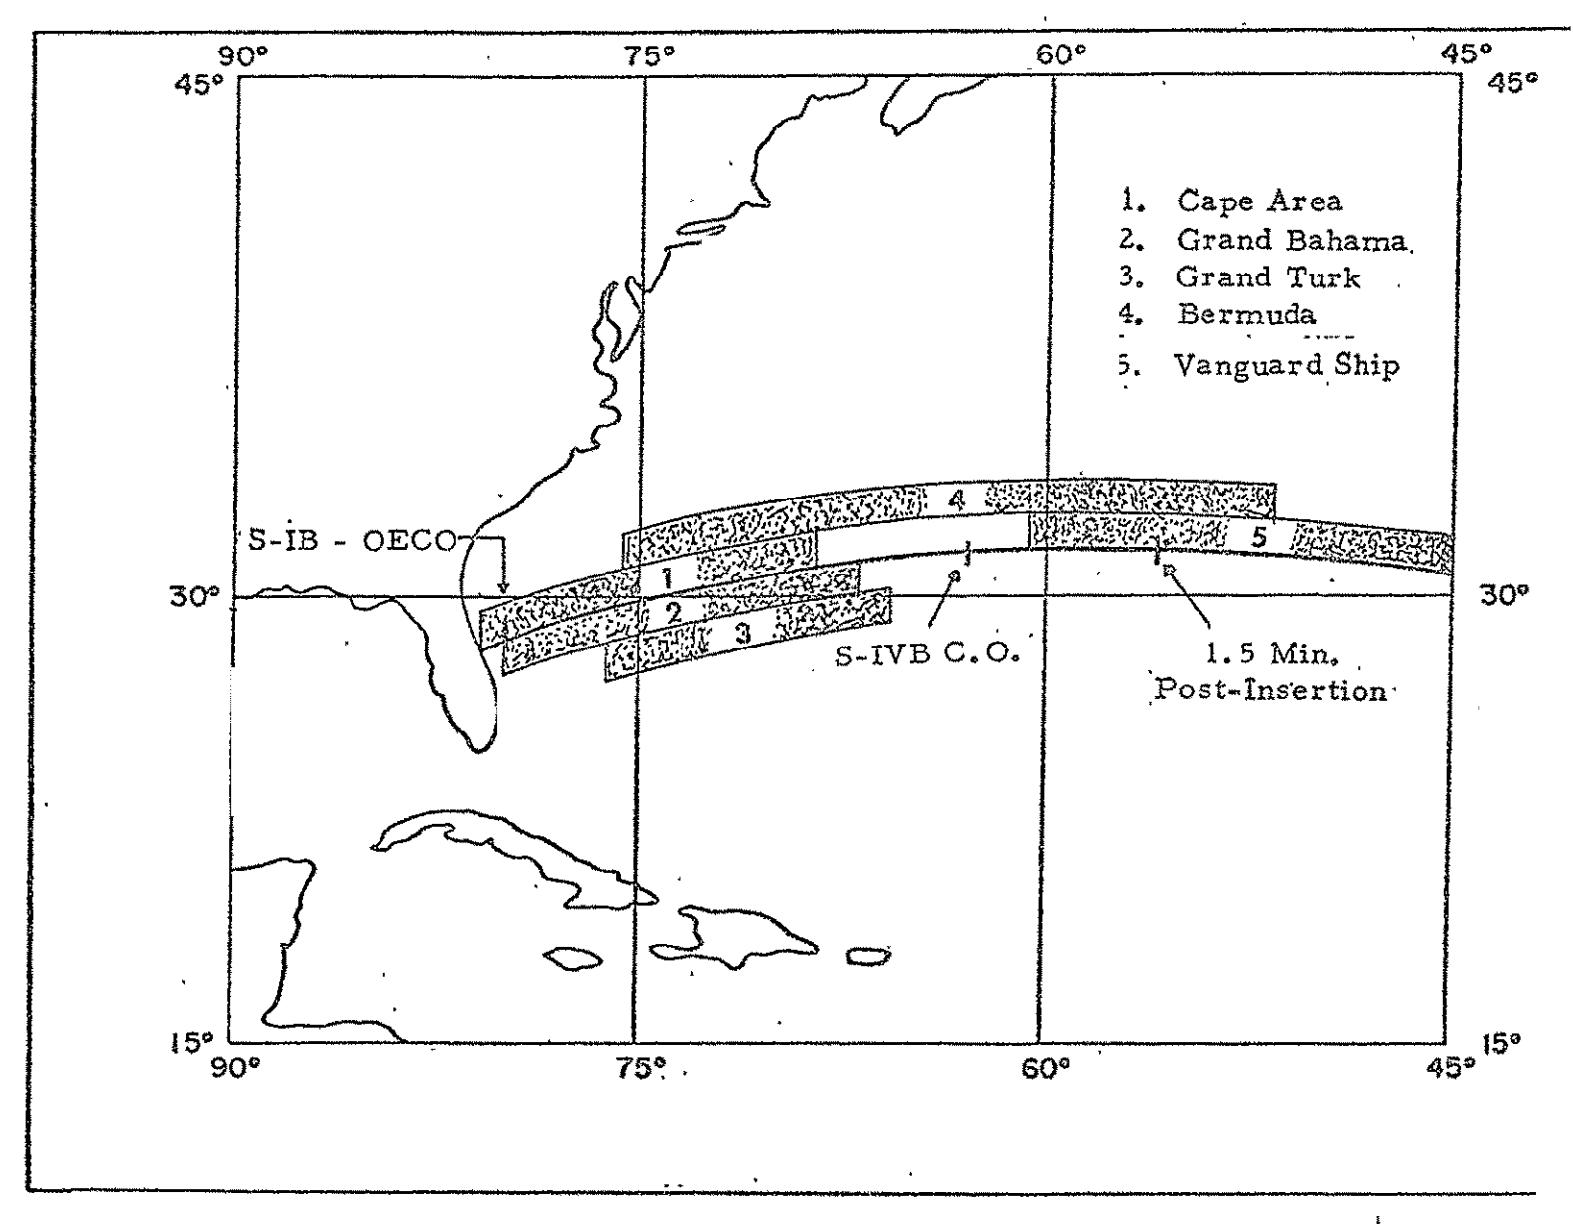 90° 75° 60° 45°
45° 45°
1. Cape Area
2. Grand Bahama
3. Grand Turk
4. Bermuda
5. Vanguard Ship
4
S-IB - OECO
5
1
30° 30°
2
3
S-IVB C.O.
1.5 Min.
Post-Insertion
15° 15°
90° 75° 60° 45°